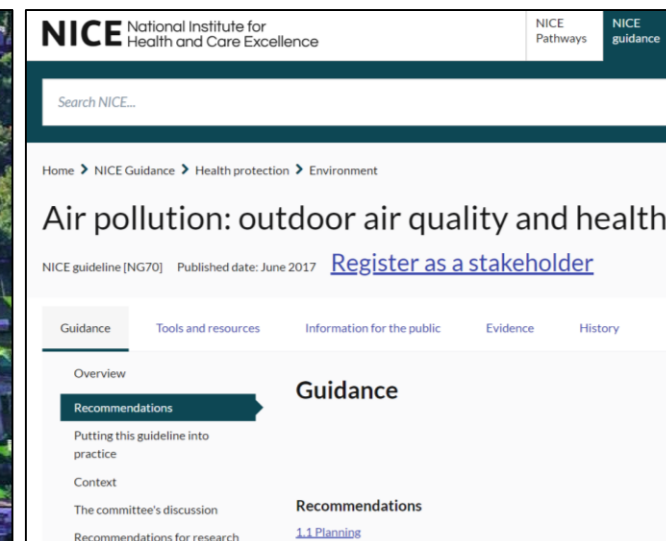 NICE National Institute for
Health and Care Excellence
NICE
Pathways
NICE
guidance
Search NICE...
Home > NICE Guidance > Health protection > Environment
Air pollution: outdoor air quality and health
NICE guideline [NG70] Published date: June 2017 Register as a stakeholder
Guidance Tools and resources Information for the public Evidence History
Overview
Recommendations
Putting this guideline into
practice
Context
The committee's discussion
Recommendations for research
Guidance
Recommendations
1.1 Planning